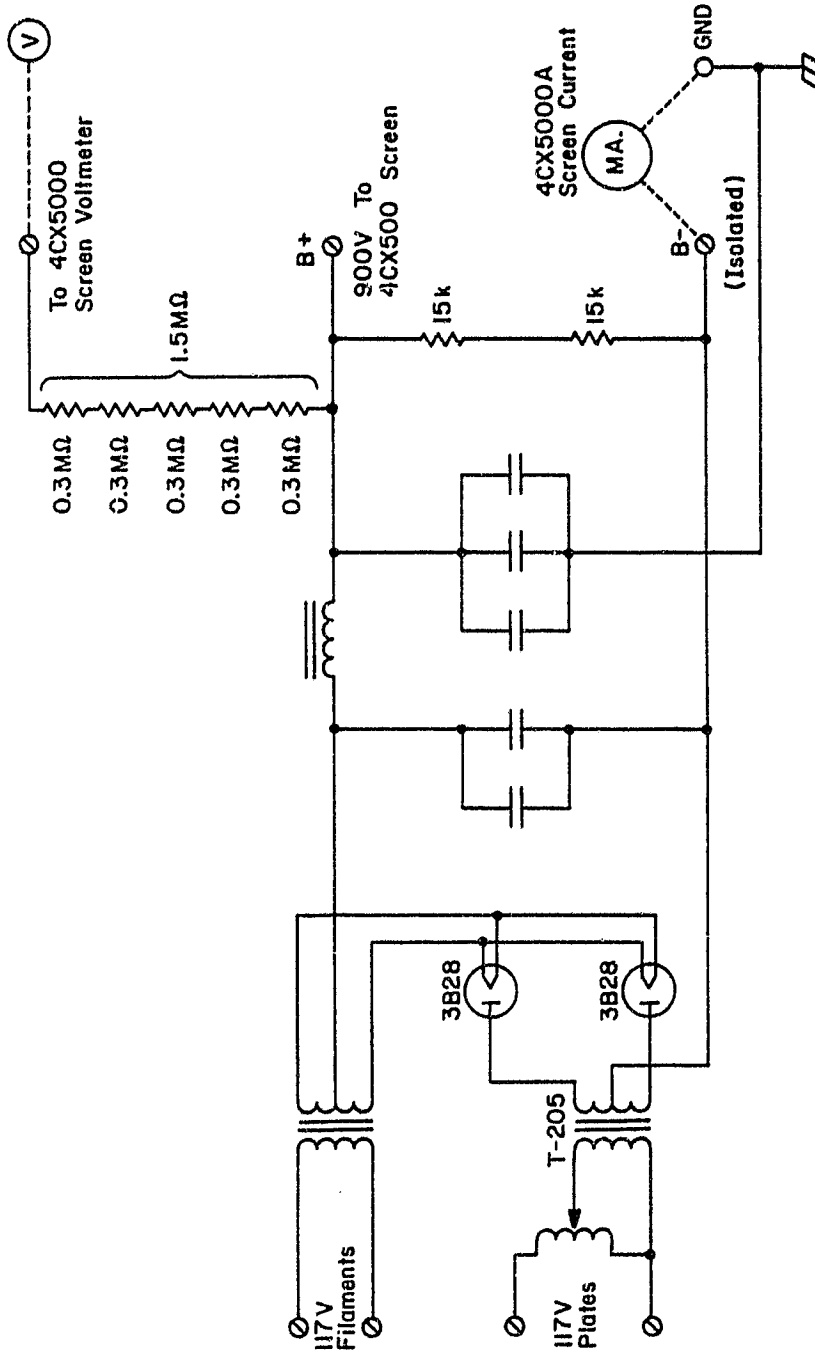 V
To 4CX5000
Screen Voltmeter
1.5MΩ
0.3MΩ
0.3MΩ
0.3MΩ
0.3MΩ
0.3MΩ
B+
900V To
4CX500 Screen
15k
15k
4CX5000A
Screen Current
MA.
GND
B-
(Isolated)
3B28
3B28
T-205
117V
Filaments
117V
Plates